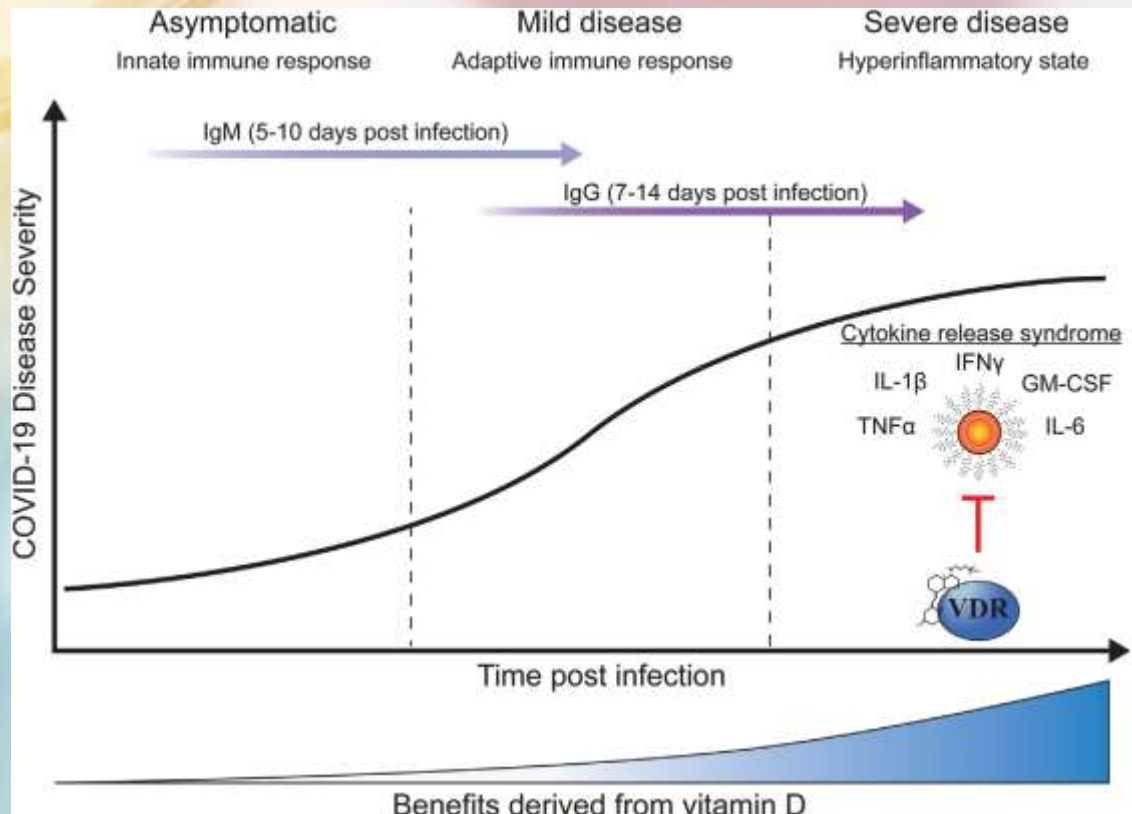 Asymptomatic
Innate immune response
Mild disease
Adaptive immune response
Severe disease
Hyperinflammatory state
IgM (5-10 days post infection)
IgG (7-14 days post infection)
COVID-19 Disease Severity
Cytokine release syndrome
IFNγ
IL-1β
GM-CSF
TNFα
IL-6
VDR
Time post infection
Benefits derived from vitamin D